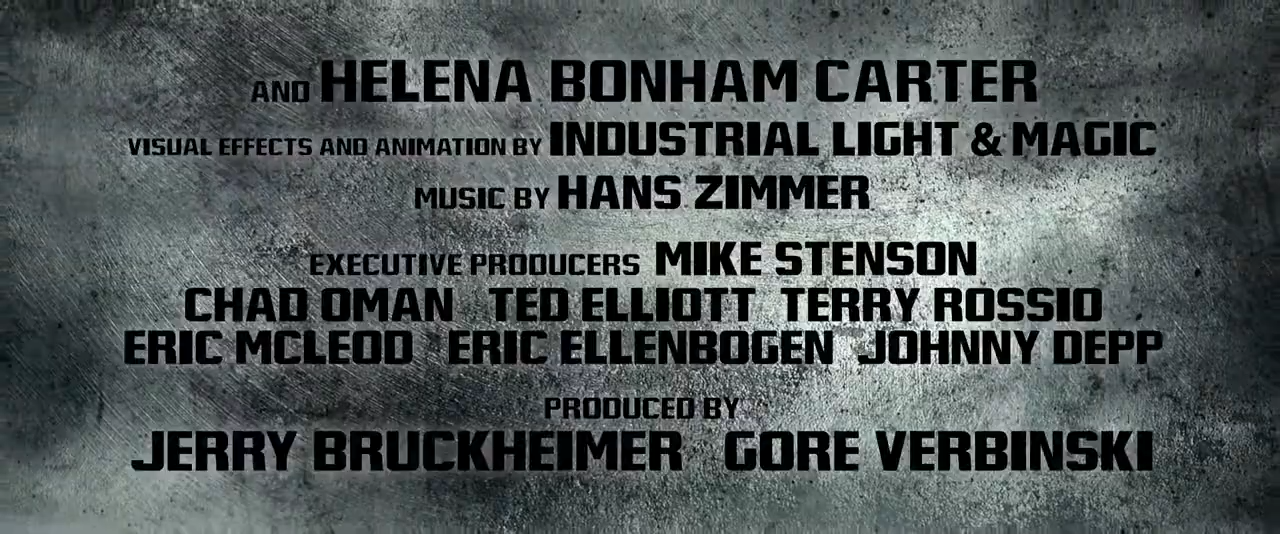 AND HELENA BONHAM CARTER
VISUAL EFFECTS AND ANIMATION BY INDUSTRIAL LIGHT & MAGIC
MUSIC BY HANS ZIMMER
EXECUTIVE PRODUCERS MIKE STENSON
CHAD OMAN TED ELLIOTT TERRY ROSSIO
ERIC MCLEOD ERIC ELLENBOGEN JOHNNY DEPP
PRODUCED BY
JERRY BRUCKHEIMER GORE VERBINSKI